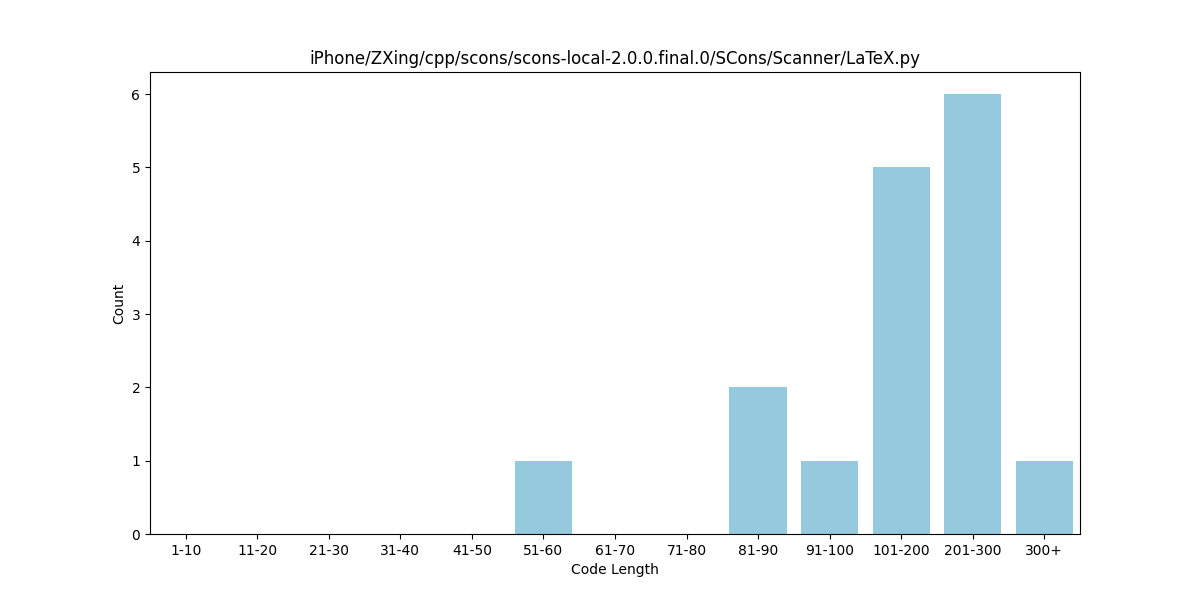 iPhone/ZXing/cpp/scons/scons-local-2.0.0.final.0/SCons/Scanner/LaTeX.py
Count
6
5
4
3
2
1
0
1-10 11-20 21-30 31-40 41-50 51-60 61-70 71-80 81-90 91-100 101-200 201-300 300+
Code Length